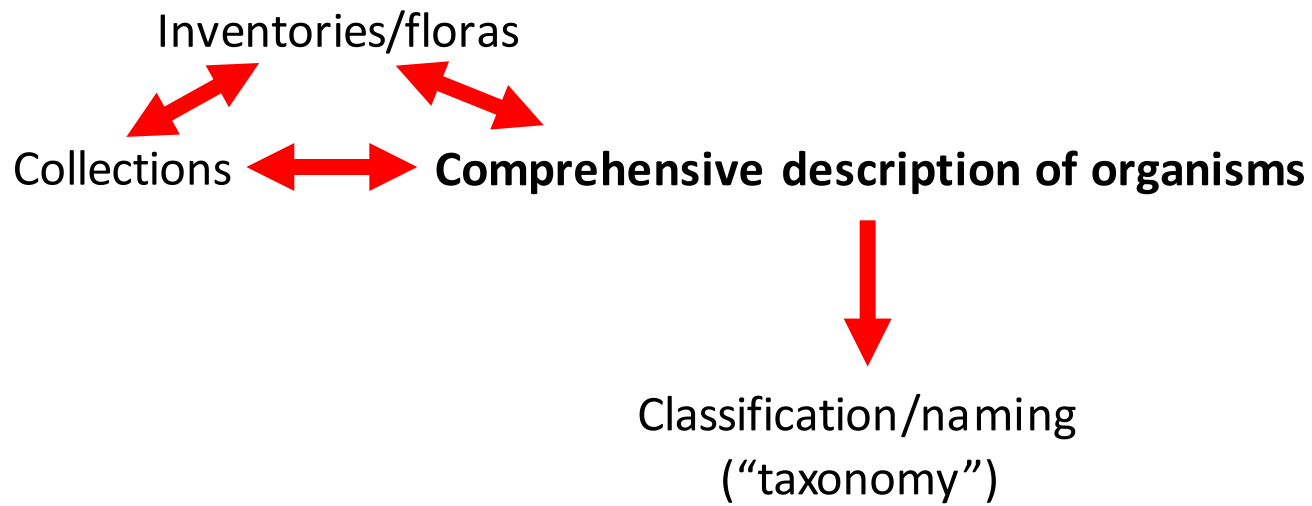 Inventories/floras
Collections
Comprehensive description of organisms
Classification/naming
(“taxonomy”)